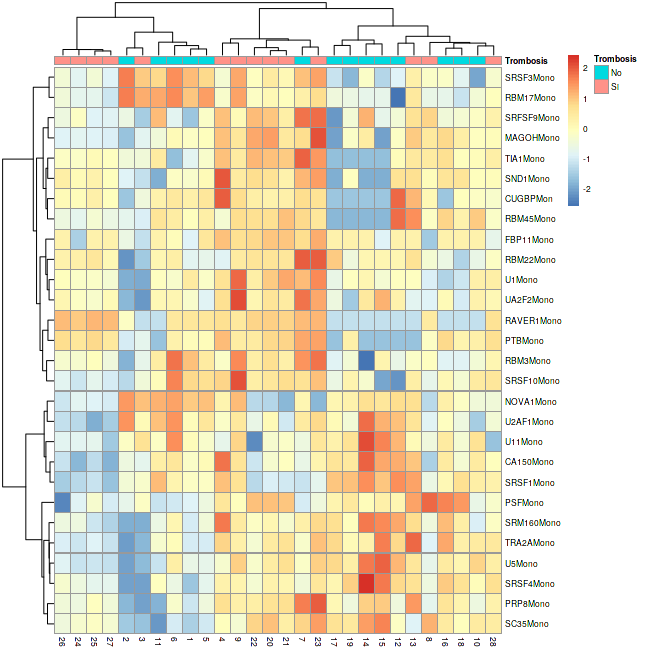 Trombosis
SRSF3Mono
RBM17Mono
SRFSF9Mono
MAGOHMono
TIA1Mono
SND1Mono
CUGBPMono
RBM45Mono
FBP11Mono
RBM22Mono
U1Mono
UA2F2Mono
RAVER1Mono
PTBMono
RBM3Mono
SRSF10Mono
NOVA1Mono
U2AF1Mono
U11Mono
CA150Mono
SRSF1Mono
PSFMono
SRM160Mono
TRA2AMono
U5Mono
SRSF4Mono
PRP8Mono
SC35Mono
26 24 25 27 2 3 11 6 1 5 4 9 22 20 21 7 23 17 19 14 15 12 13 8 16 18 10 28
2
1
0
-1
-2
Trombosis
No
SI